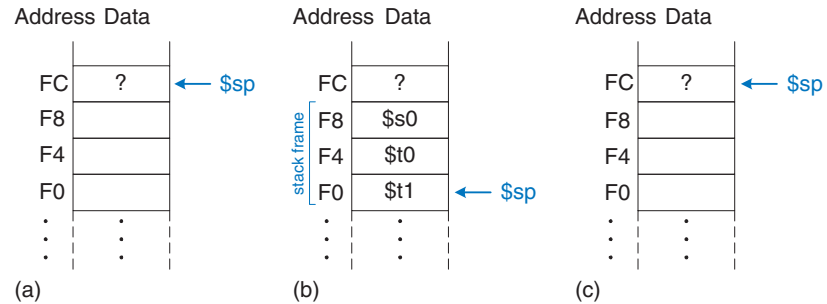 Address Data
FC ? $sp
F8
F4
F0
(a)
Address Data
FC ?
F8 $s0
F4 $t0
F0 $t1 $sp
stack frame
(b)
Address Data
FC ? $sp
F8
F4
F0
(c)